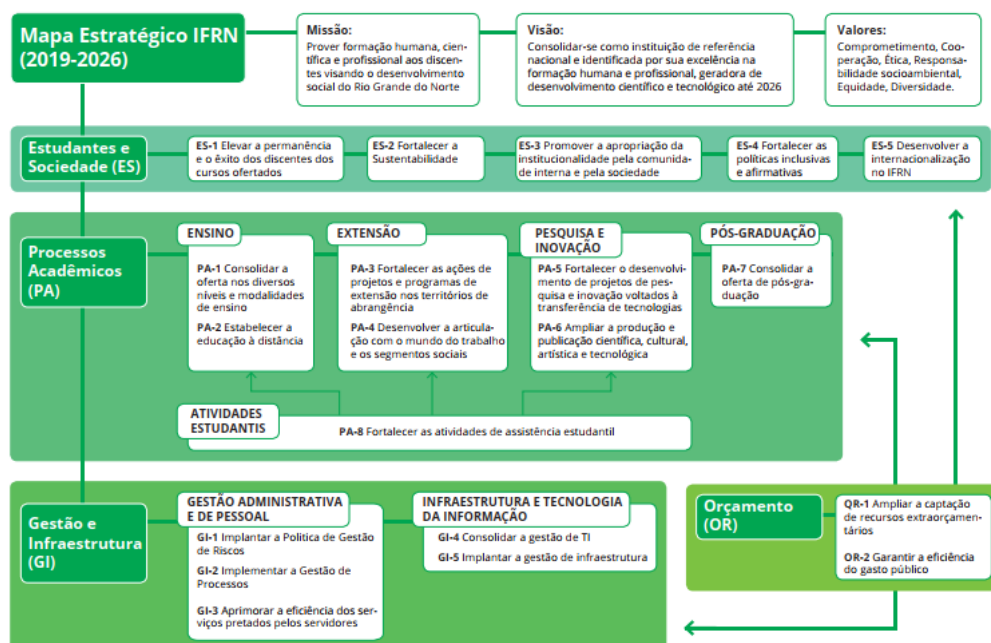 Mapa Estratégico IFRN
(2019-2026)
Missão:
Prover formação humana, cien-
tífica e profissional aos discen-
tes visando o desenvolvimento
social do Rio Grande do Norte
Visão:
Consolidar-se como instituição de referência
nacional e identificada por sua excelência na
formação humana e profissional, geradora de
desenvolvimento científico e tecnológico até 2026
Valores:
Comprometimento, Coo-
peração, Ética, Responsa-
bilidade socioambiental,
Equidade, Diversidade.
Estudantes e
Sociedade (ES)
ES-1 Elevar a permanência
e o êxito dos discentes dos
cursos ofertados
ES-2 Fortalecer a
Sustentabilidade
ES-3 Promover a apropriação da
institucionalidade pela comunida-
de interna e pela sociedade
ES-4 Fortalecer as
políticas inclusivas
e afirmativas
ES-5 Desenvolver a
internacionalização
no IFRN
Processos
Acadêmicos
(PA)
ENSINO
PA-1 Consolidar a
oferta nos diversos
níveis e modalidades
de ensino
PA-2 Estabelecer a
educação à distância
EXTENSÃO
PA-3 Fortalecer as ações de
projetos e programas de
extensão nos territórios de
abrangência
PA-4 Desenvolver a articula-
ção com o mundo do trabalho
e os segmentos sociais
PESQUISA E
INOVAÇÃO
PA-5 Fortelecer o desenvolvi-
mento de projetos de pes-
quisa e inovação voltados à
transferência de tecnologias
PA-6 Ampliar a produção e
publicação científica, cultural,
artística e tecnológica
PÓS-GRADUAÇÃO
PA-7 Consolidar a
oferta de pós-gra-
duação
ATIVIDADES
ESTUDANTIS
PA-8 Fortalecer as atividades de assistência estudantil
Gestão e
Infraestrutura
(GI)
GESTÃO ADMINISTRATIVA
E DE PESSOAL
GI-1 Implantar a Politica de Gestão
de Riscos
GI-2 Implementar a Gestão de
Processos
GI-3 Aprimorar a eficiência dos ser-
viços pretados pelos servidores
INFRAESTRUTURA E TECNOLOGIA
DA INFORMAÇÃO
GI-4 Consolidar a gestão de TI
GI-5 Implantar a gestão de infraestrutura
Orçamento
(OR)
QR-1 Ampliar a captação
de recursos extraorçamen-
tários
OR-2 Garantir a eficiência
do gasto público